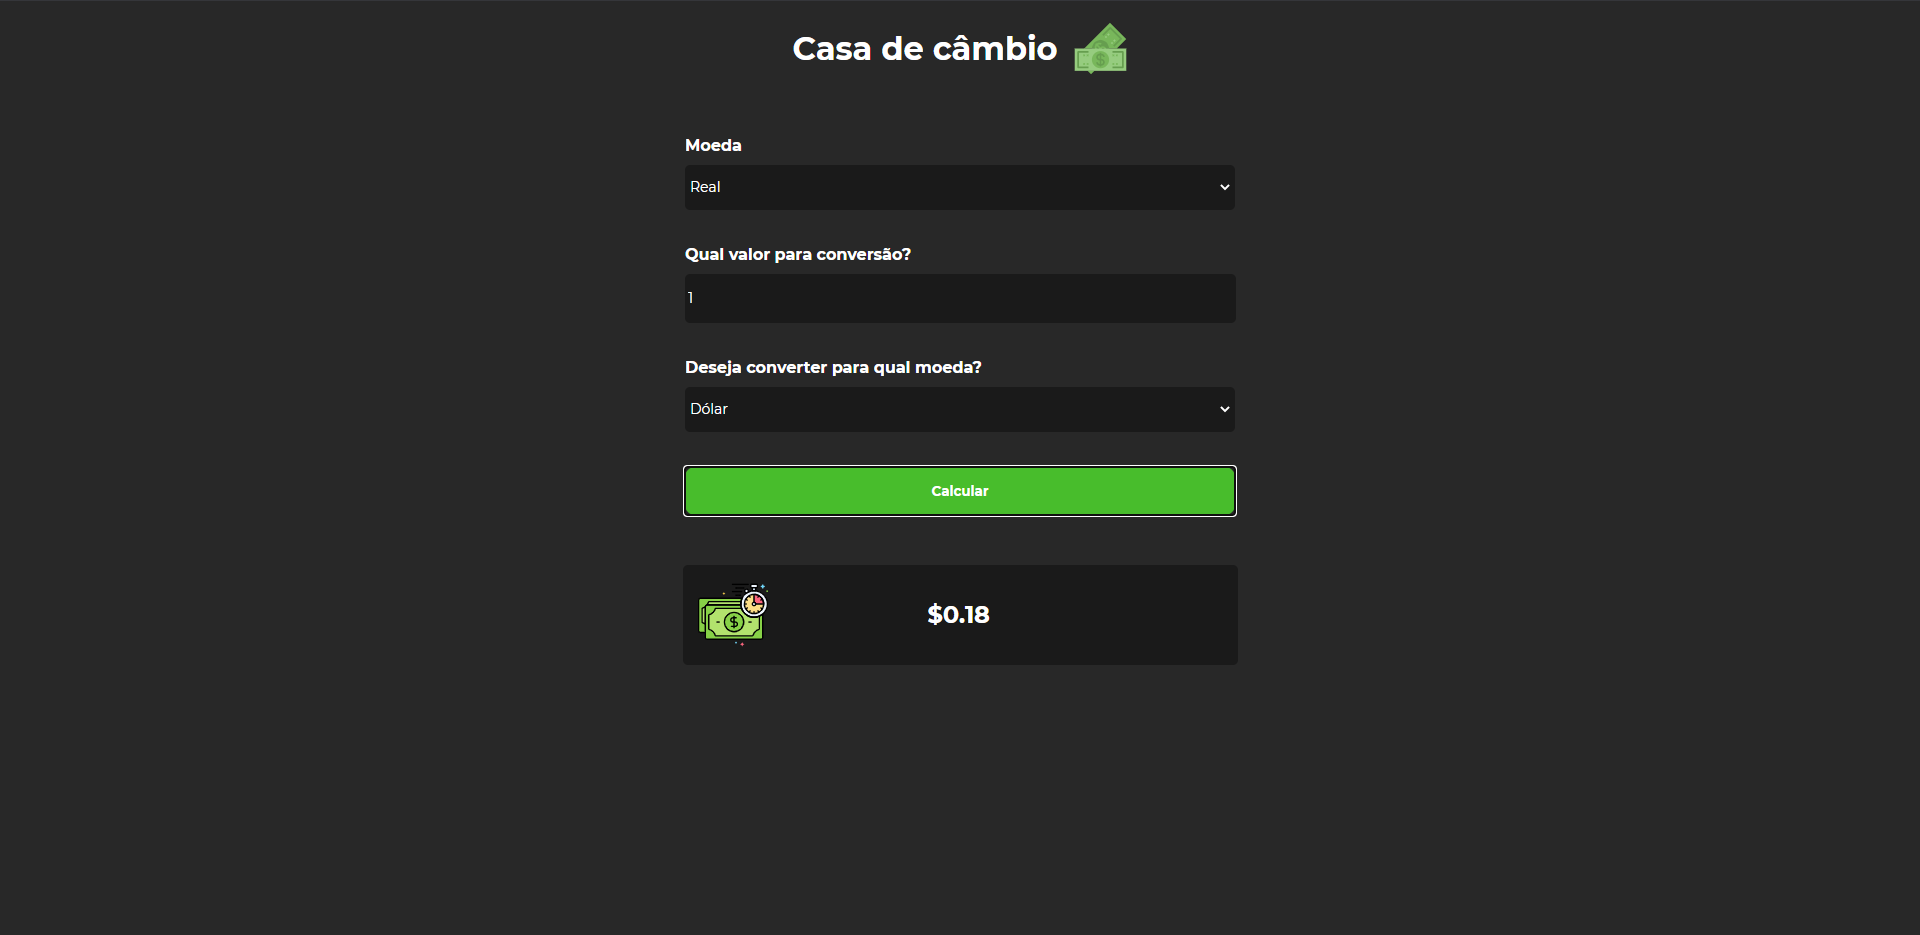 Casa de câmbio
Moeda
Real
Qual valor para conversão?
1
Deseja converter para qual moeda?
Dólar
Calcular
$0.18